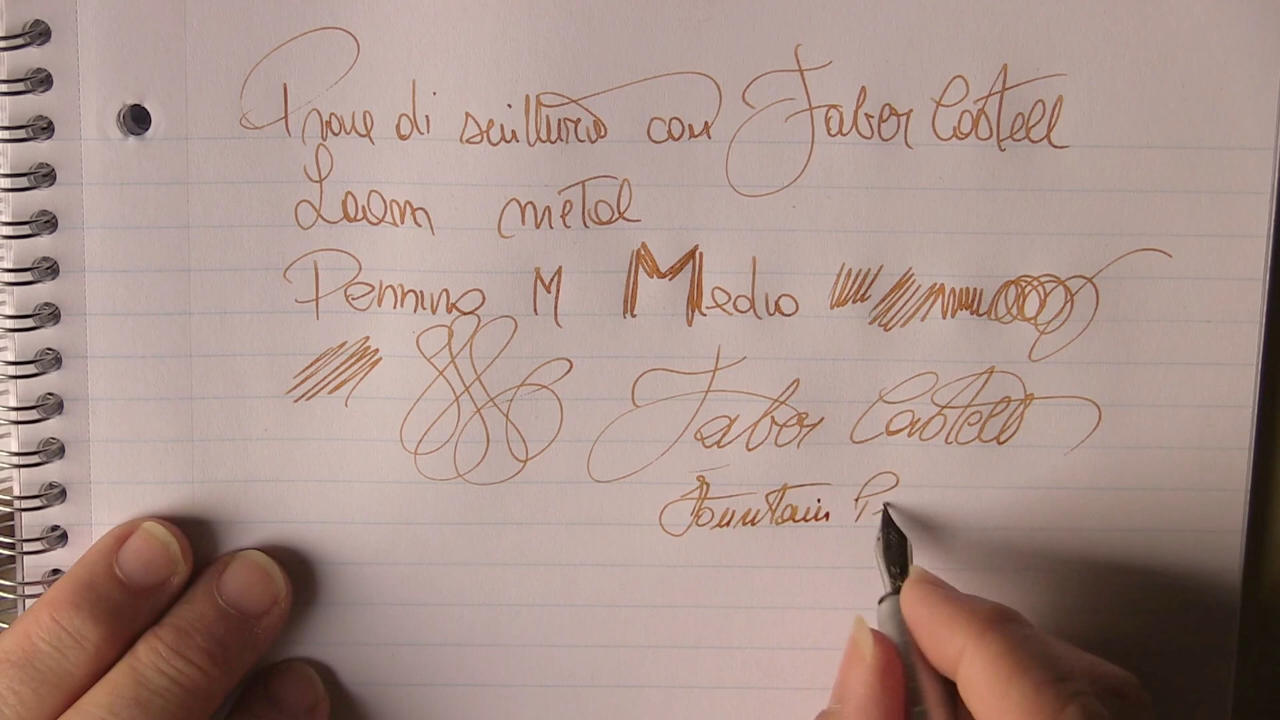 Prove di scrittura con Faber Castell
Loom metal
Pennino M Medio
Faber Castell
Fountain P